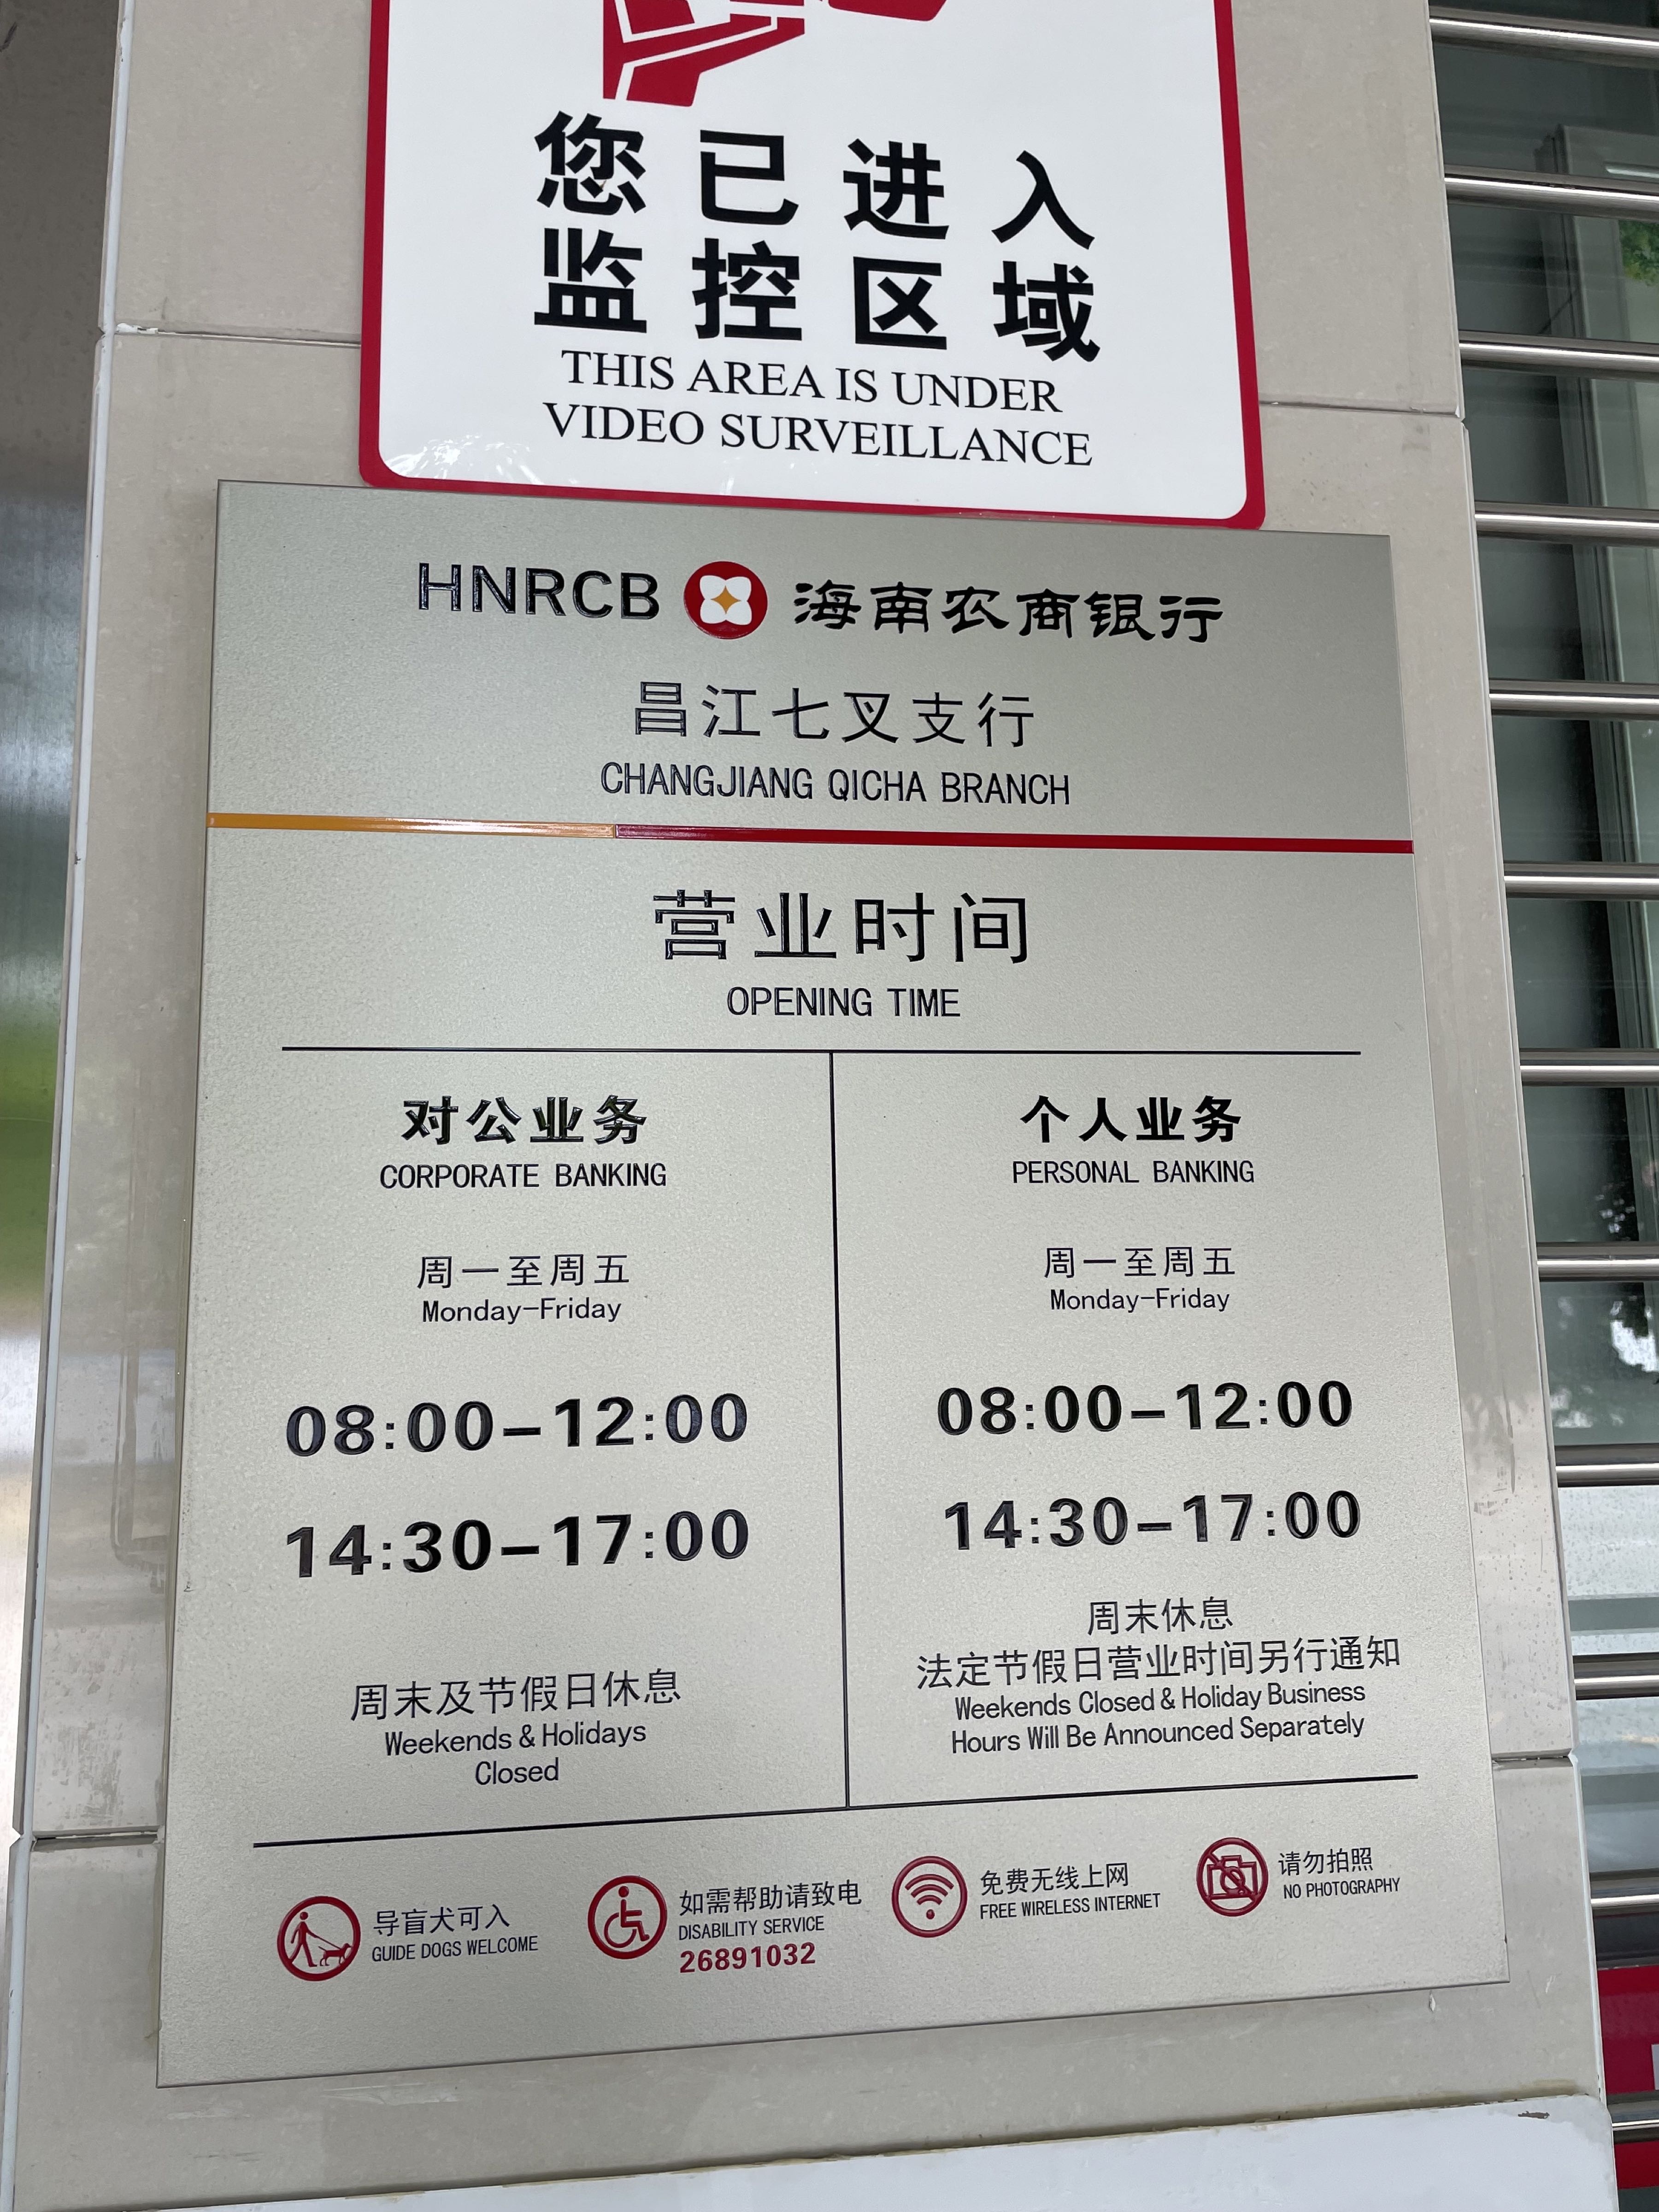 您已进入
监控区域
THIS AREA IS UNDER
VIDEO SURVEILLANCE
HNRCB 海南农商银行
昌江七叉支行
CHANGJIANG QICHA BRANCH
营业时间
OPENING TIME
对公业务
CORPORATE BANKING
周一至周五
Monday-Friday
08:00-12:00
14:30-17:00
周末及节假日休息
Weekends & Holidays
Closed
个人业务
PERSONAL BANKING
周一至周五
Monday-Friday
08:00-12:00
14:30-17:00
周末休息
法定节假日营业时间另行通知
Weekends Closed & Holiday Business
Hours Will Be Announced Separately
导盲犬可入
GUIDE DOGS WELCOME
如需帮助请致电
DISABILITY SERVICE
26891032
免费无线上网
FREE WIRELESS INTERNET
请勿拍照
NO PHOTOGRAPHY